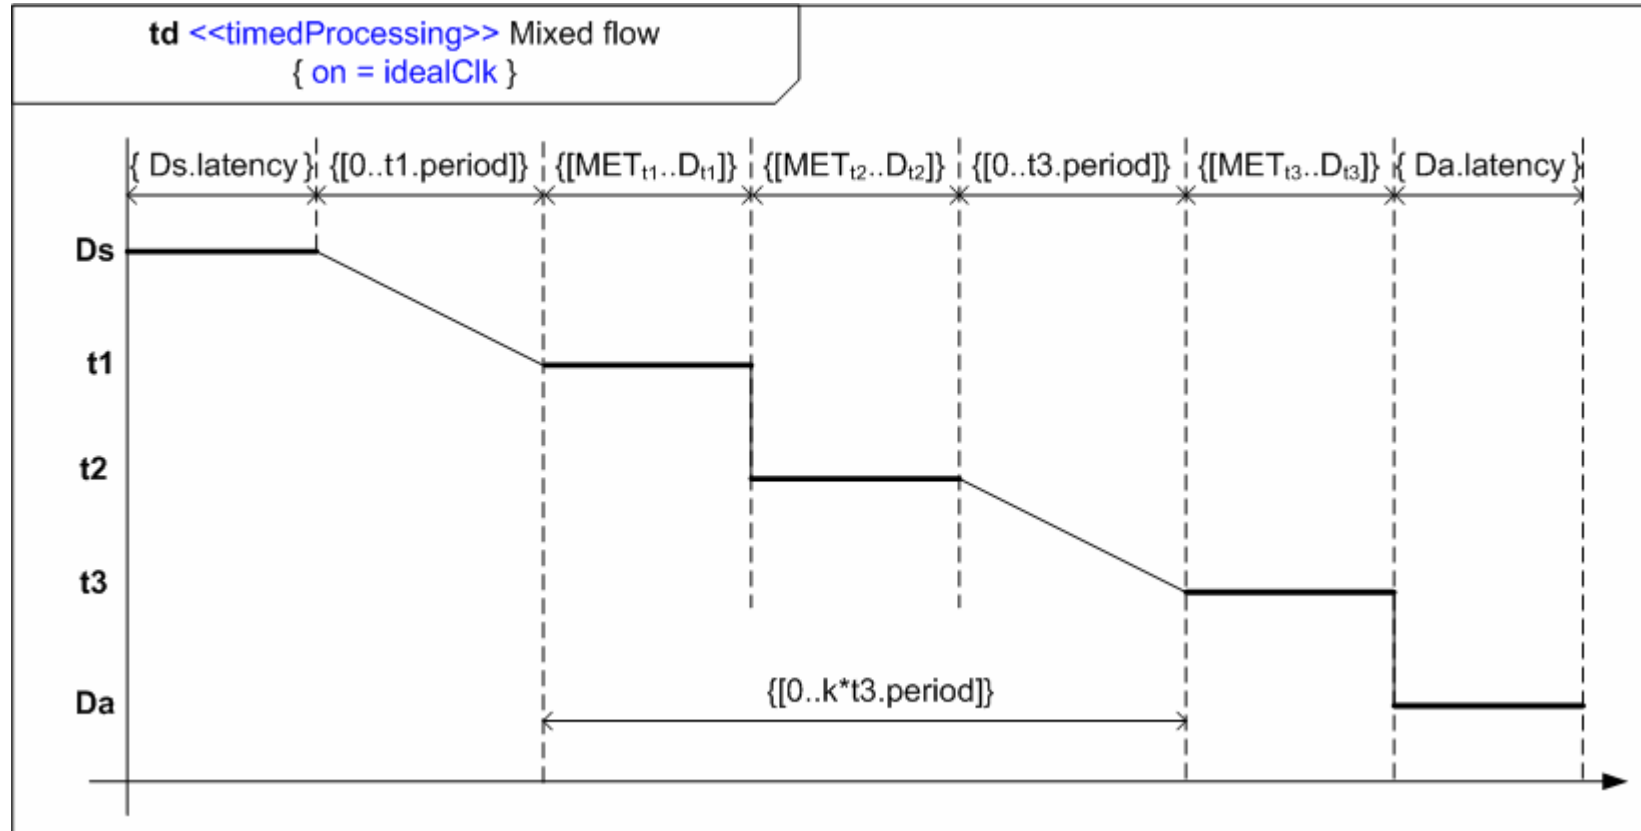 td <<timedProcessing>> Mixed flow
{ on = idealClk }
{ Ds.latency } {[0..t1.period]} {[METt1..Dt1]} {[METt2..Dt2]} {[0..t3.period]} {[METt3..Dt3]} { Da.latency }
Ds
t1
t2
t3
{[0..k*t3.period]}
Da